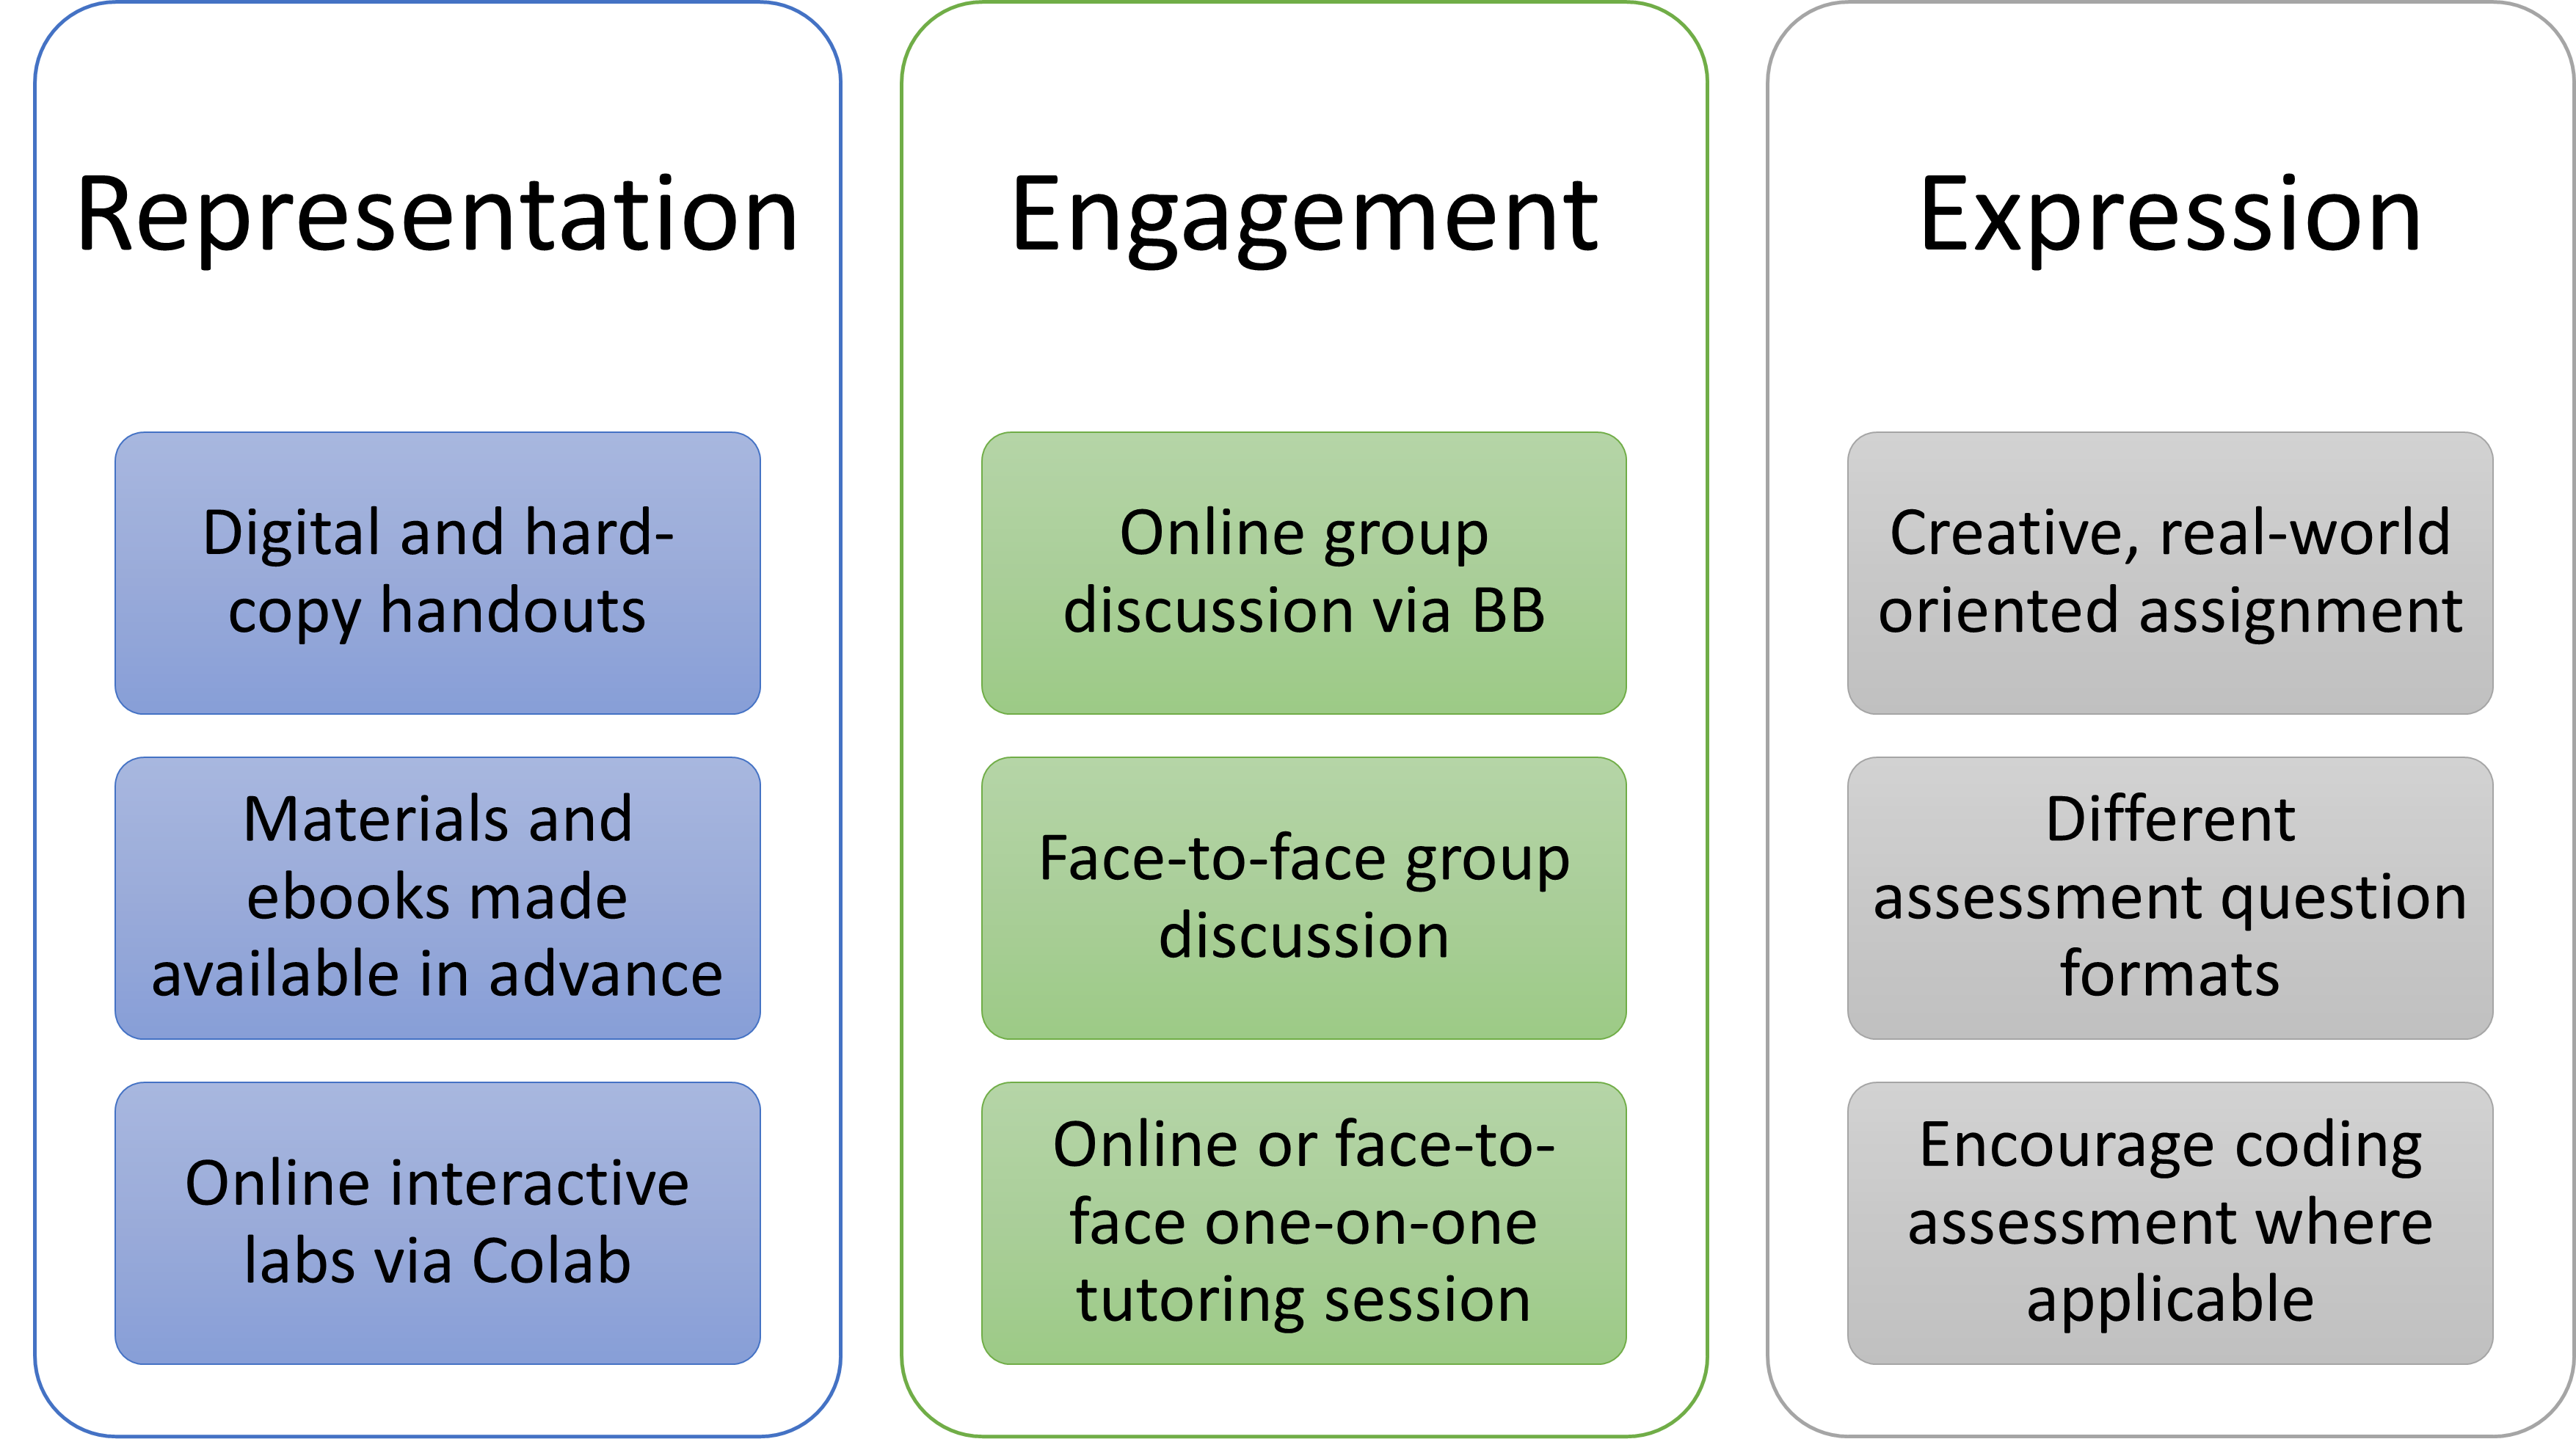 Representation
Digital and hard-
copy handouts
Materials and
ebooks made
available in advance
Online interactive
labs via Colab
Engagement
Online group
discussion via BB
Face-to-face group
discussion
Online or face-to-
face one-on-one
tutoring session
Expression
Creative, real-world
oriented assignment
Different
assessment question
formats
Encourage coding
assessment where
applicable